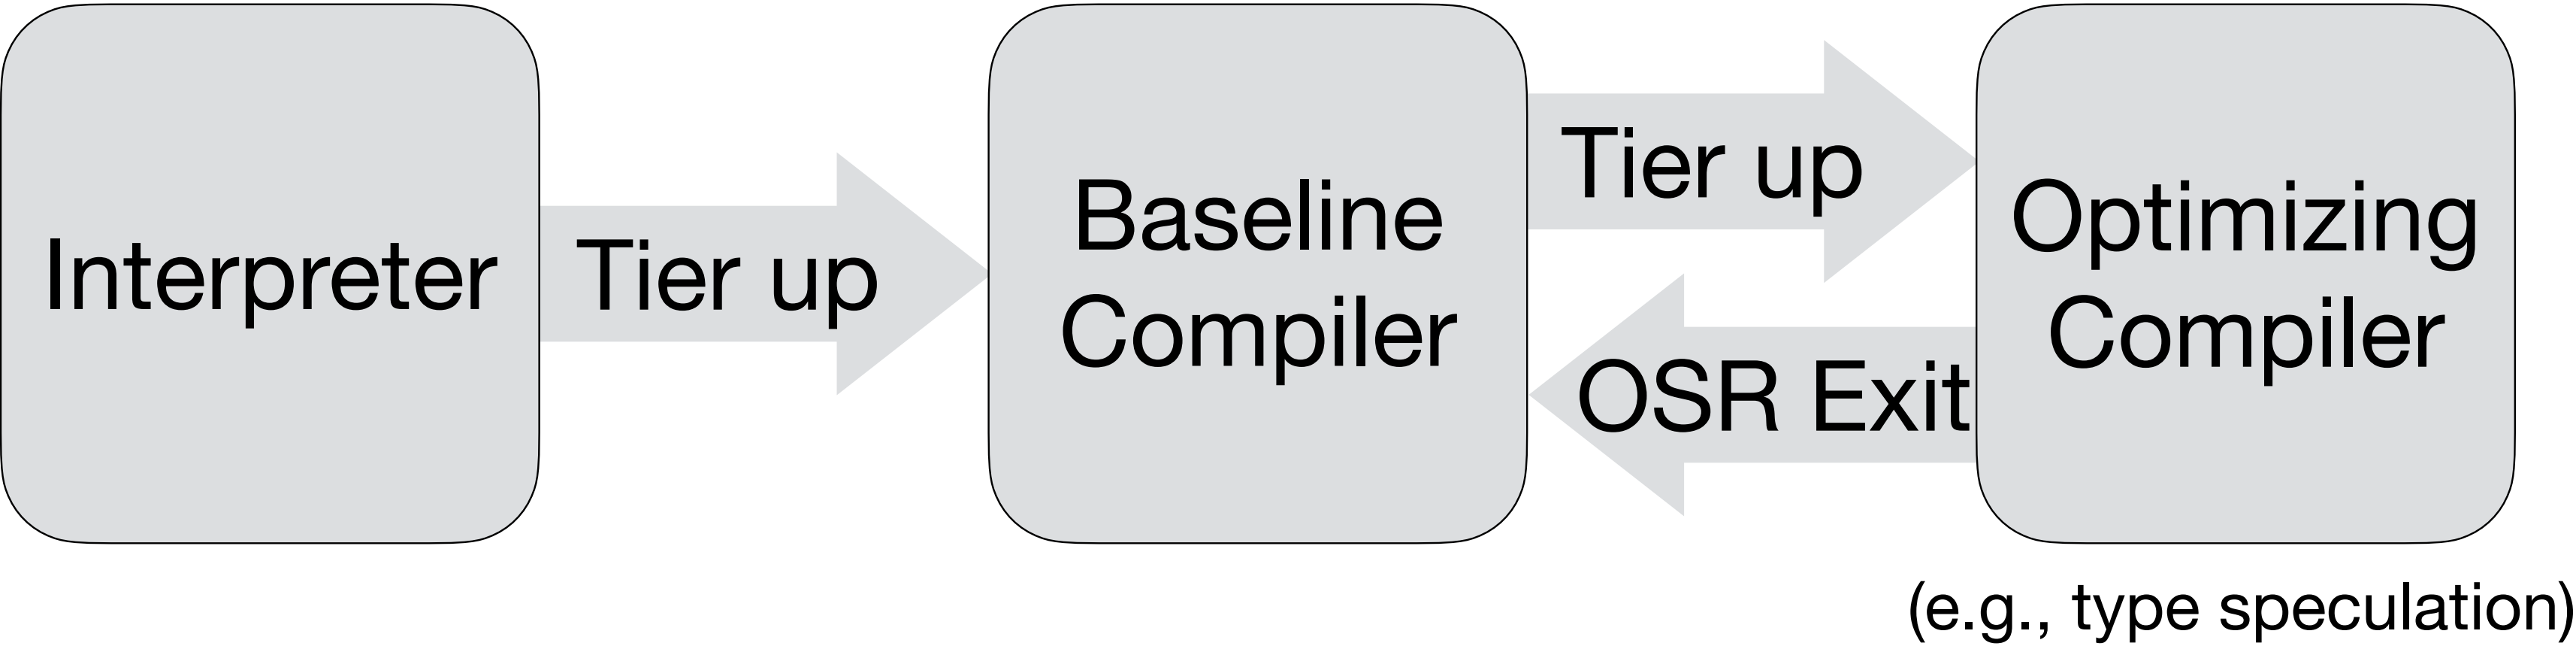 Interpreter
Tier up
Baseline
Compiler
Tier up
OSR Exit
Optimizing
Compiler
(e.g., type speculation)